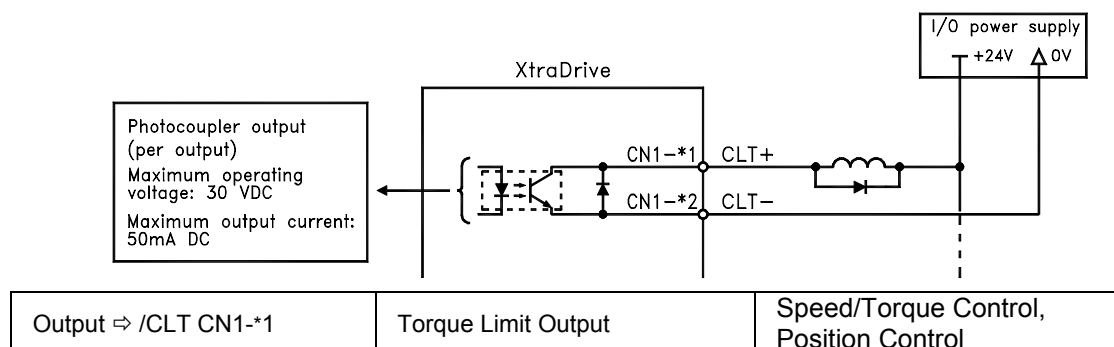 I/O power supply
+24V 0V
XtraDrive
Photocoupler output
(per output)
Maximum operating
voltage: 30 VDC
Maximum output current:
50mA DC
CN1-*1 CLT+
CN1-*2 CLT-
Output ⇨ /CLT CN1-*1
Torque Limit Output
Speed/Torque Control,
Position Control